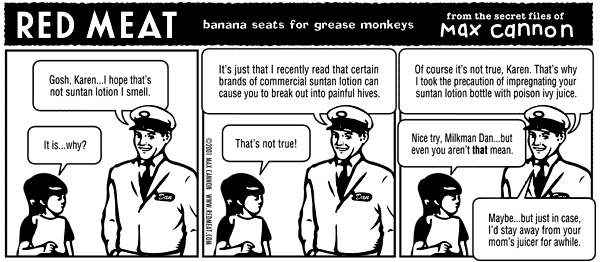 RED MEAT
banana seats for grease monkeys
from the secret files of
Max cannon
Gosh, Karen...I hope that's
not suntan lotion I smell.
It is...why?
Dan
©2001 MAX CANNON WWW.REDMEAT.COM
It's just that I recently read that certain
brands of commercial suntan lotion can
cause you to break out into painful hives.
That's not true!
Dan
Of course it's not true, Karen. That's why
I took the precaution of impregnating your
suntan lotion bottle with poison ivy juice.
Nice try, Milkman Dan...but
even you aren't that mean.
Maybe...but just in case,
I'd stay away from your
mom's juicer for awhile.